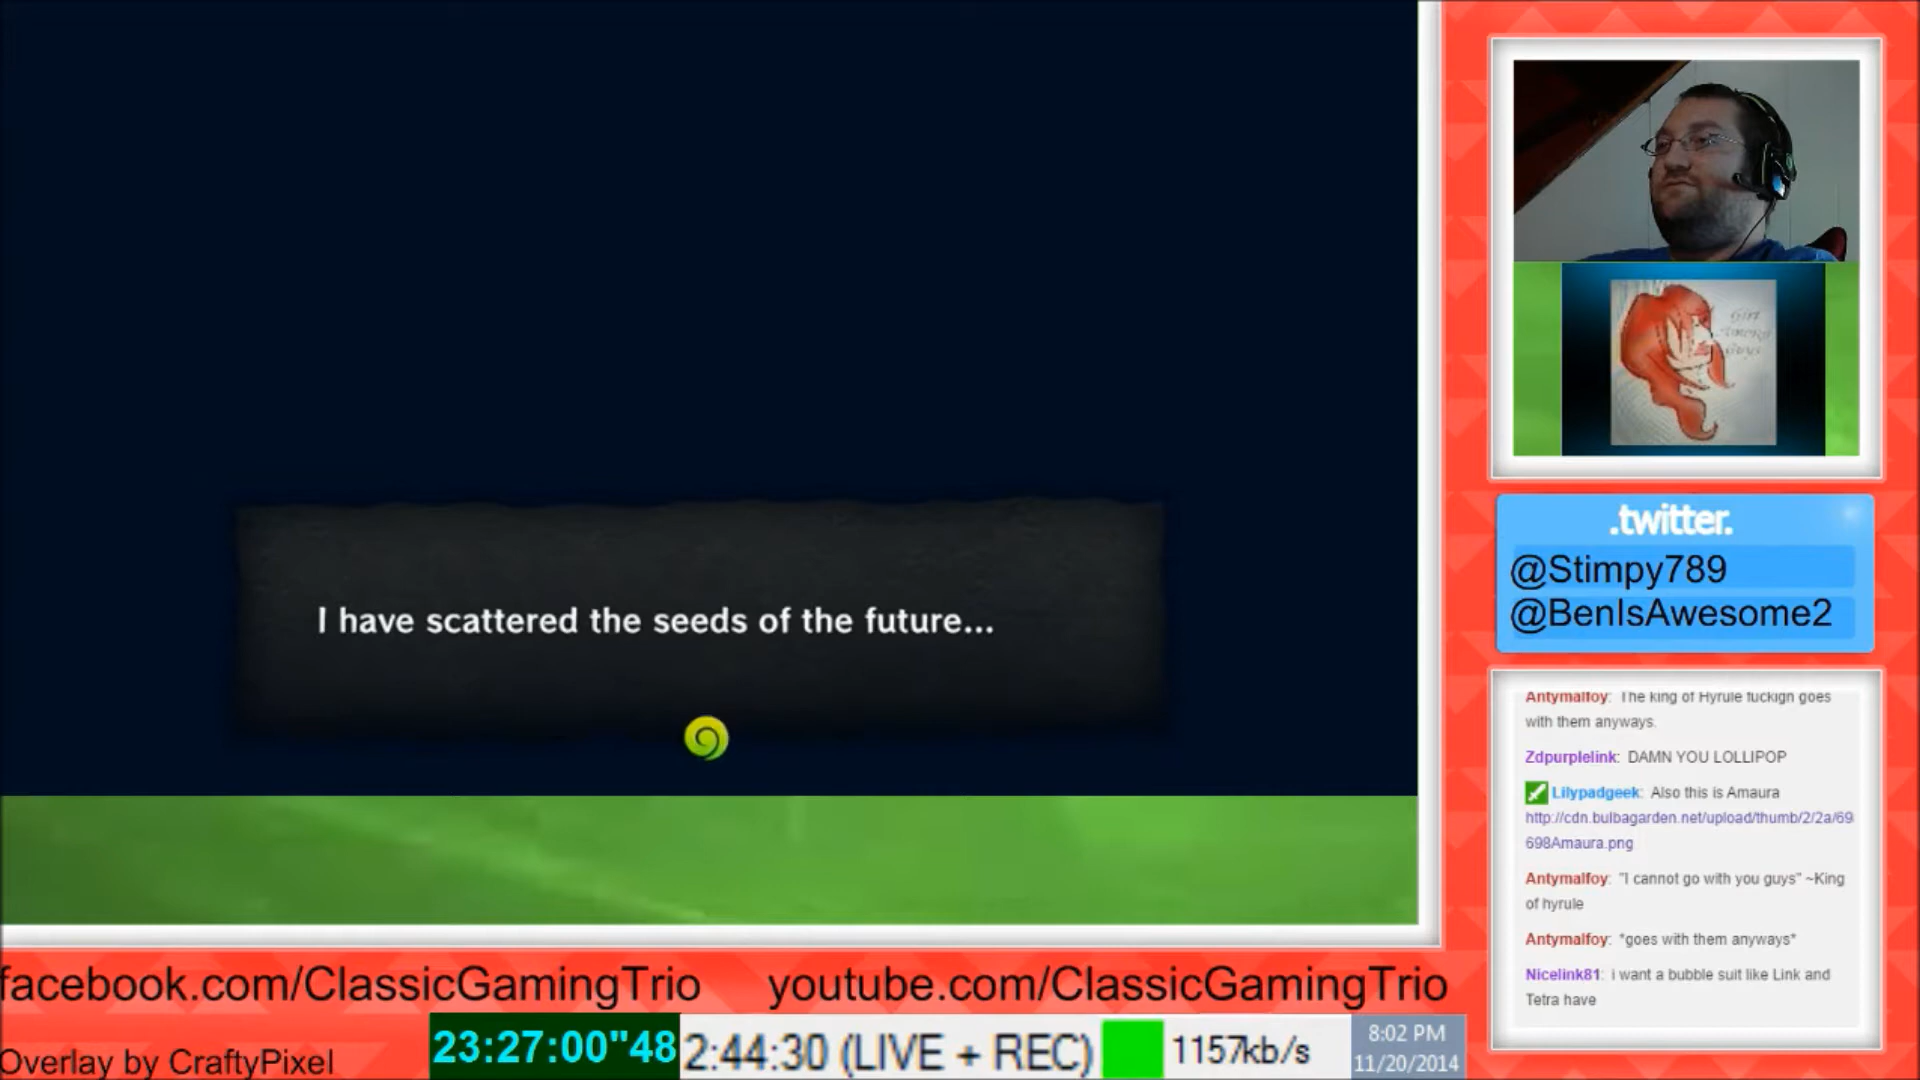 I have scattered the seeds of the future...
Girl
Among
Guys
.twitter.
@Stimpy789
@BenIsAwesome2
Antymalfoy: The king of Hyrule fuckign goes
with them anyways.
Zdpurplelink: DAMN YOU LOLLIPOP
Lilypadgeek: Also this is Amaura
http://cdn.bulbagarden.net/upload/thumb/2/2a/69
698Amaura.png
Antymalfoy: "I cannot go with you guys" ~King
of hyrule
Antymalfoy: *goes with them anyways*
Nicelink81: i want a bubble suit like Link and
Tetra have
facebook.com/ClassicGamingTrio youtube.com/ClassicGamingTrio
Overlay by CraftyPixel
23:27:00"48
2:44:30 (LIVE + REC)
1157kb/s
8:02 PM
11/20/2014